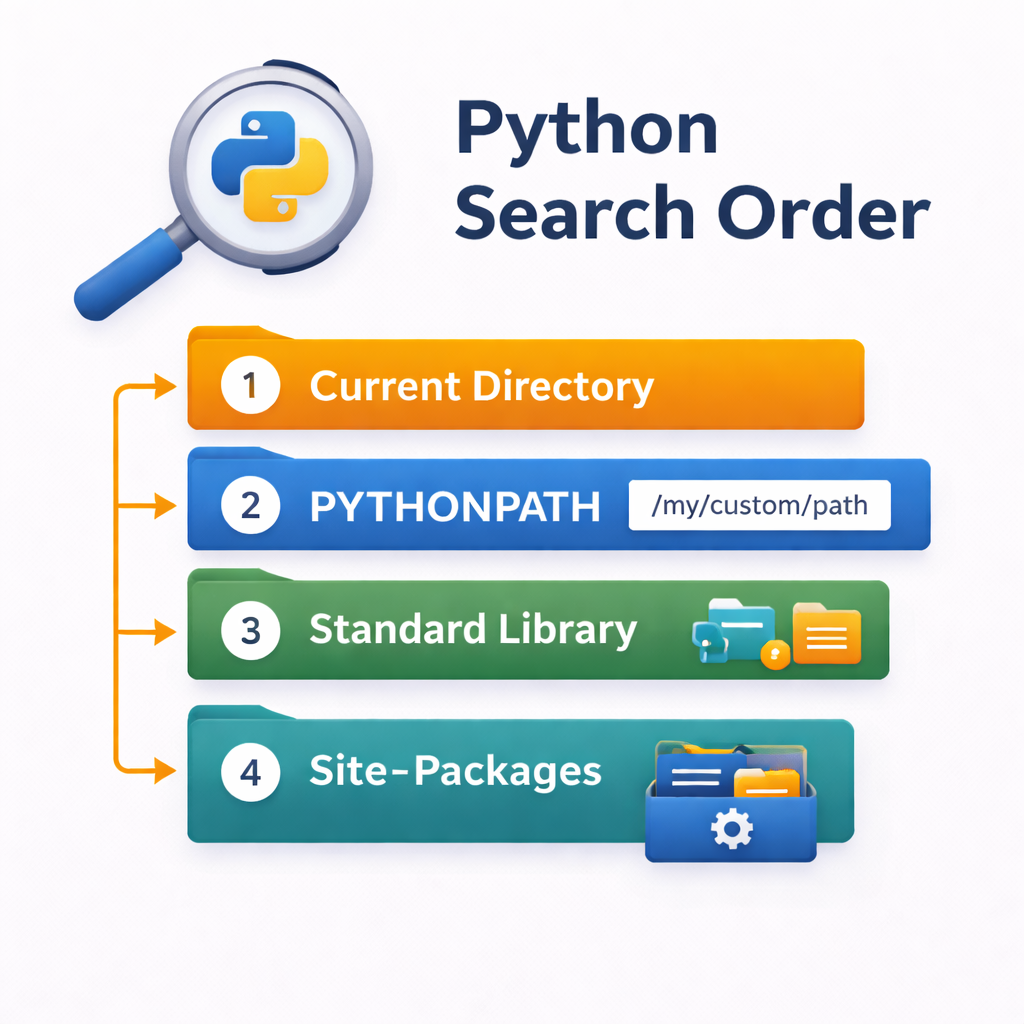 Python
Search Order
1 Current Directory
2 PYTHONPATH /my/custom/path
3 Standard Library
4 Site-Packages